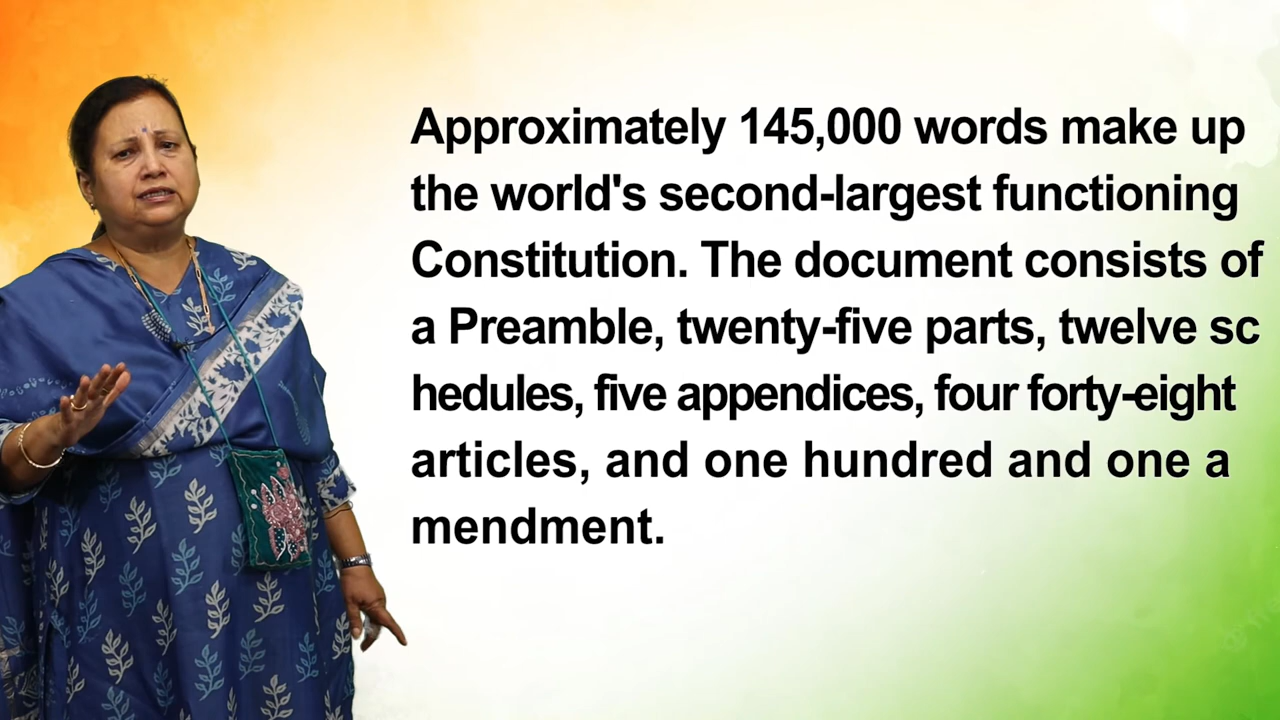 Approximately 145,000 words make up
the world's second-largest functioning
Constitution. The document consists of
a Preamble, twenty-five parts, twelve sc
hedules, five appendices, four forty-eight
articles, and one hundred and one a
mendment.